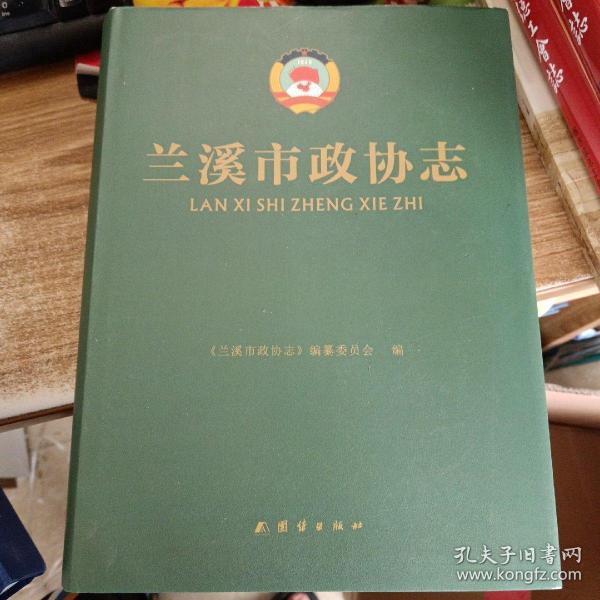 兰溪市政协志
LAN XI SHI ZHENG XIE ZHI
《兰溪市政协志》编纂委员会 编
团结出版社
孔夫子旧书网
www.kongfz.com